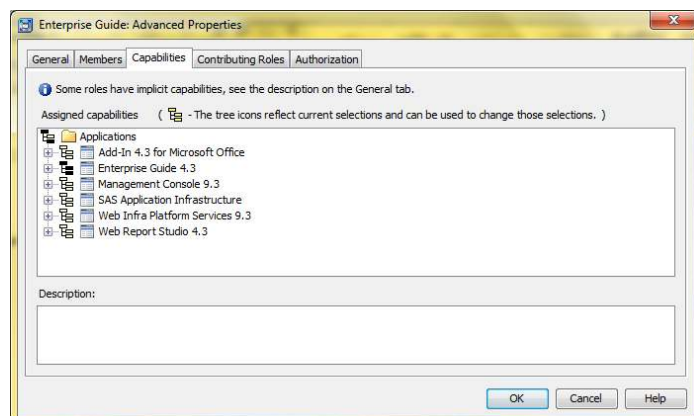 Enterprise Guide: Advanced Properties
General Members Capabilities Contributing Roles Authorization
Some roles have implicit capabilities, see the description on the General tab.
Assigned capabilities ( - The tree icons reflect current selections and can be used to change those selections. )
Applications
Add-In 4.3 for Microsoft Office
Enterprise Guide 4.3
Management Console 9.3
SAS Application Infrastructure
Web Infra Platform Services 9.3
Web Report Studio 4.3
Description:
OK Cancel Help